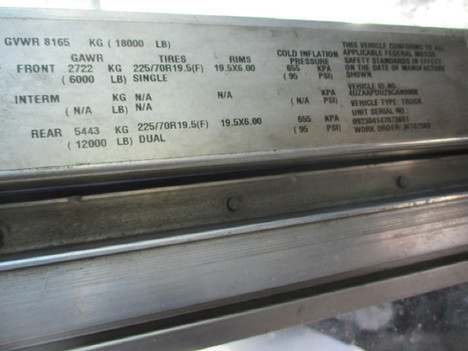 GVWR 8165 KG ( 18000 LB)
GAWR TIRES RIMS COLD INFLATION PRESSURE
FRONT 2722 KG 225/70R19.5(F) 19.5X6.00 655 KPA
( 6000 LB) SINGLE ( 95 PSI)
INTERM N/A KG N/A N/A KPA
( N/A LB) N/A ( PSI)
REAR 5443 KG 225/70R19.5(F) 19.5X6.00 655 KPA
( 12000 LB) DUAL ( 95 PSI)
THIS VEHICLE CONFORMS TO ALL
APPLICABLE FEDERAL MOTOR
SAFETY STANDARDS IN EFFECT
ON THE DATE OF MANUFACTURE
SHOWN
VEHICLE ID NO.
VEHICLE TYPE: TRUCK
UNIT SERIAL NO:
WORK ORDER: